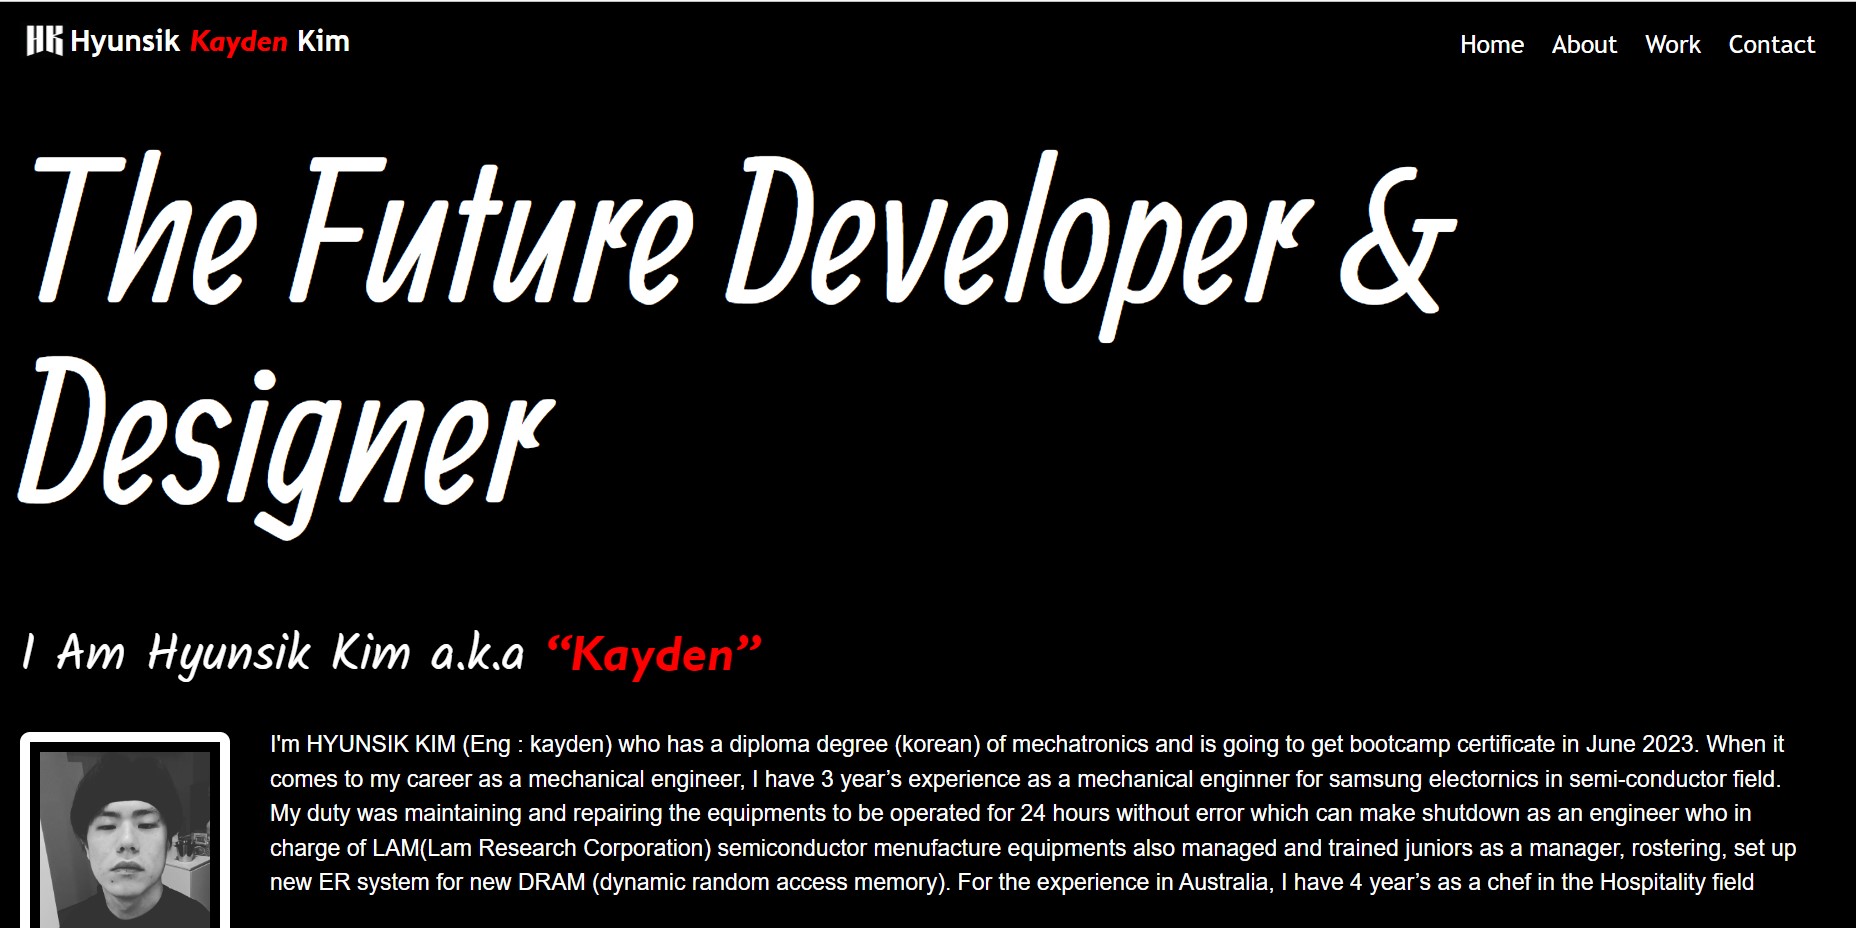 HK Hyunsik Kayden Kim
Home About Work Contact
The Future Developer &
Designer
I Am Hyunsik Kim a.k.a “Kayden”
I'm HYUNSIK KIM (Eng : kayden) who has a diploma degree (korean) of mechatronics and is going to get bootcamp certificate in June 2023. When it
comes to my career as a mechanical engineer, I have 3 year’s experience as a mechanical enginner for samsung electornics in semi-conductor field.
My duty was maintaining and repairing the equipments to be operated for 24 hours without error which can make shutdown as an engineer who in
charge of LAM(Lam Research Corporation) semiconductor menufacture equipments also managed and trained juniors as a manager, rostering, set up
new ER system for new DRAM (dynamic random access memory). For the experience in Australia, I have 4 year’s as a chef in the Hospitality field